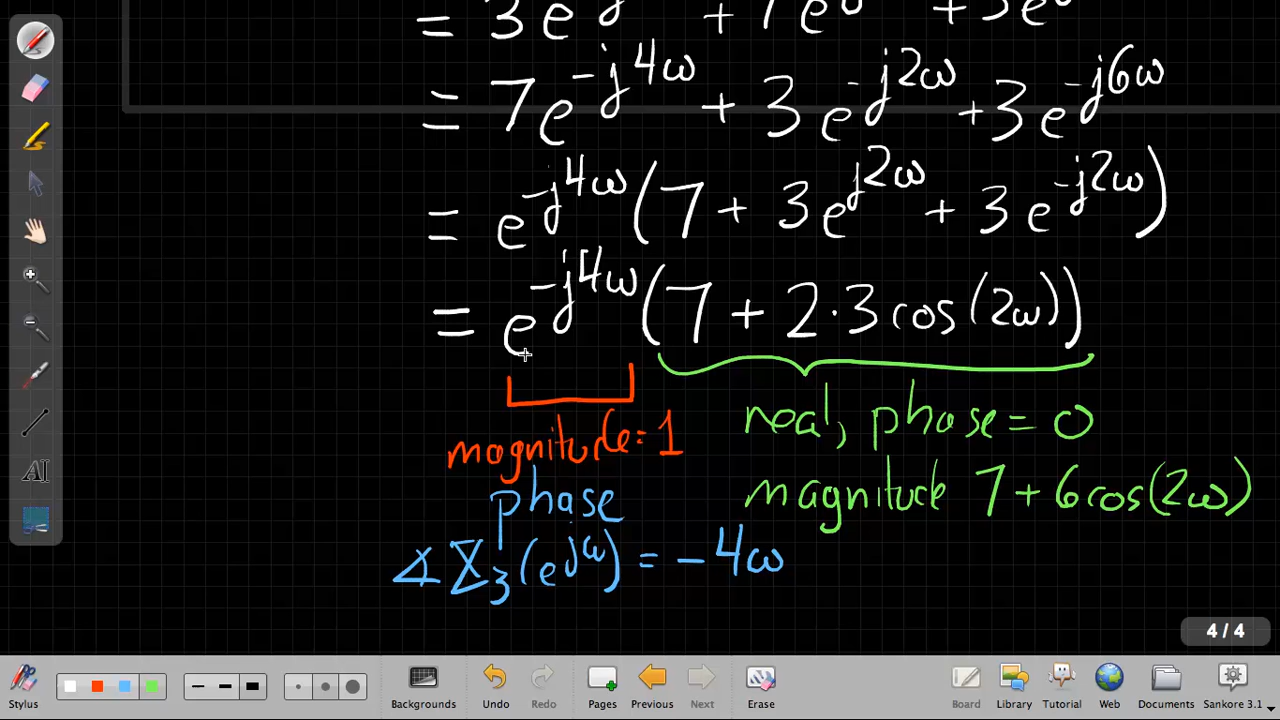 = 7e^{-j4ω} + 3e^{-j2ω} + 3e^{-j6ω}
= e^{-j4ω}(7 + 3e^{j2ω} + 3e^{-j2ω})
= e^{-j4ω}(7 + 2·3cos(2ω))
magnitude=1
real, phase = 0
magnitude 7+6cos(2ω)
phase
∡X₃(e^{jω}) = -4ω
4 / 4
Stylus
Backgrounds
Undo
Redo
Pages
Previous
Next
Erase
Board
Library
Tutorial
Web
Documents
Sankore 3.1
AI